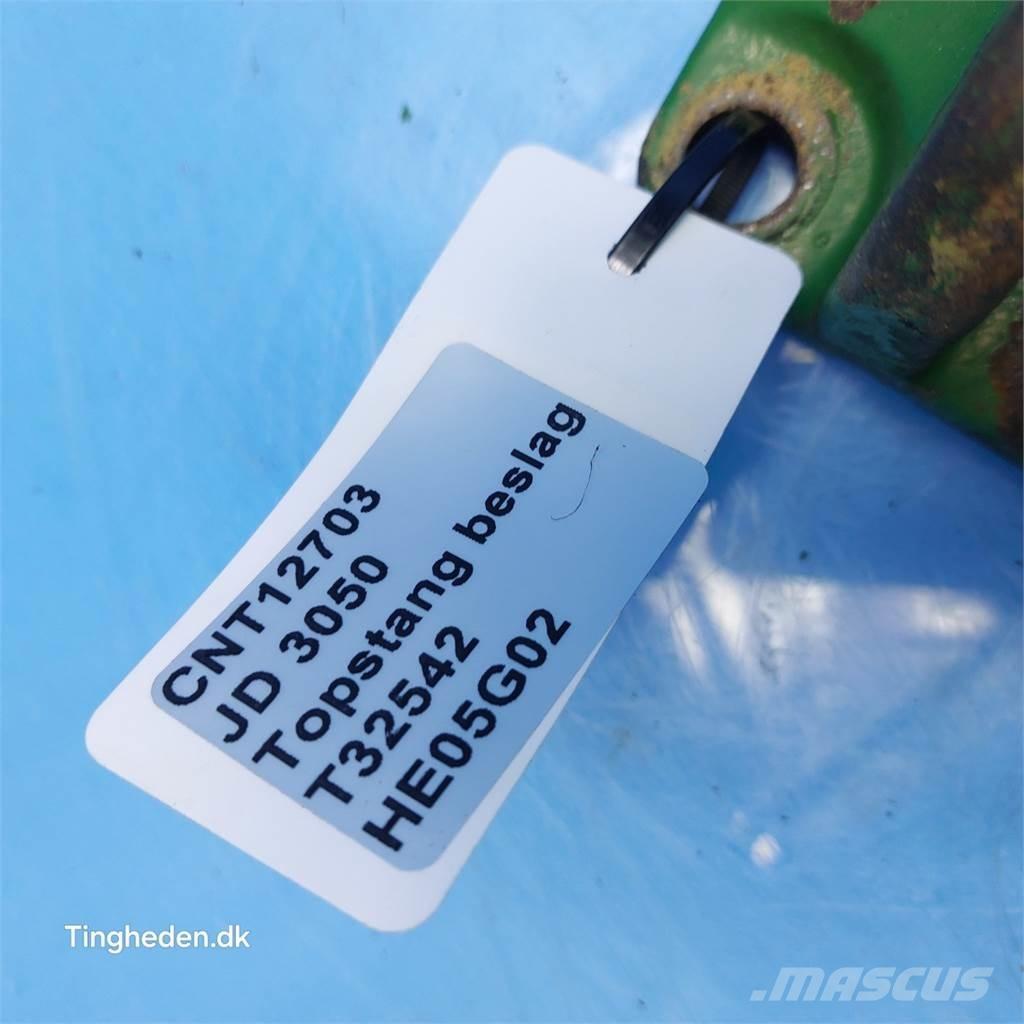 CNT12703
JD 3050
Topstang beslag
T32542
HE05G02
Tingheden.dk
.MASCUS